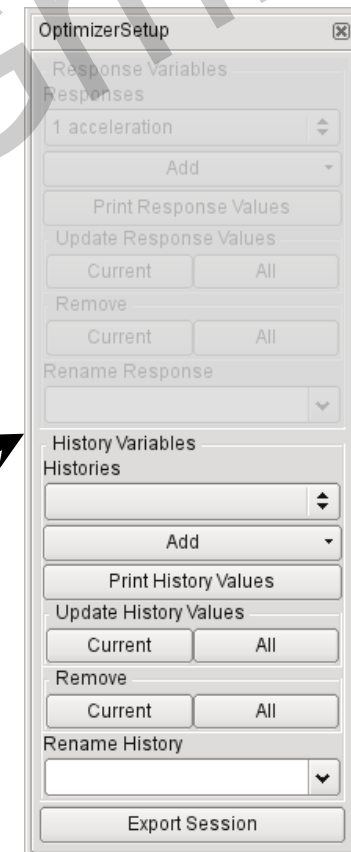 OptimizerSetup
Response Variables
Responses
1 acceleration
Add
Print Response Values
Update Response Values
Current All
Remove
Current All
Rename Response
History Variables
Histories
Add
Print History Values
Update History Values
Current All
Remove
Current All
Rename History
Export Session